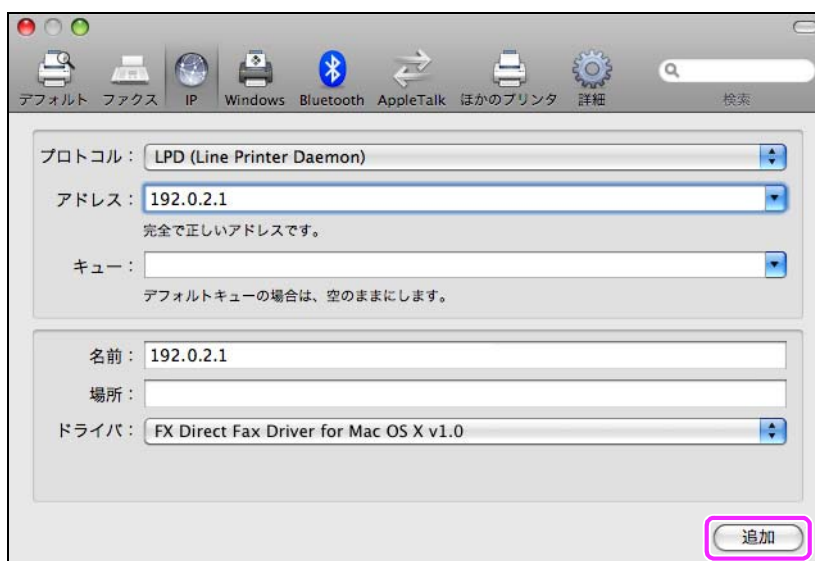 デフォルト ファクス IP Windows Bluetooth AppleTalk ほかのプリンタ 詳細 検索
プロトコル： LPD (Line Printer Daemon)
アドレス： 192.0.2.1
完全で正しいアドレスです。
キュー：
デフォルトキューの場合は、空のままにします。
名前： 192.0.2.1
場所：
ドライバ： FX Direct Fax Driver for Mac OS X v1.0
追加